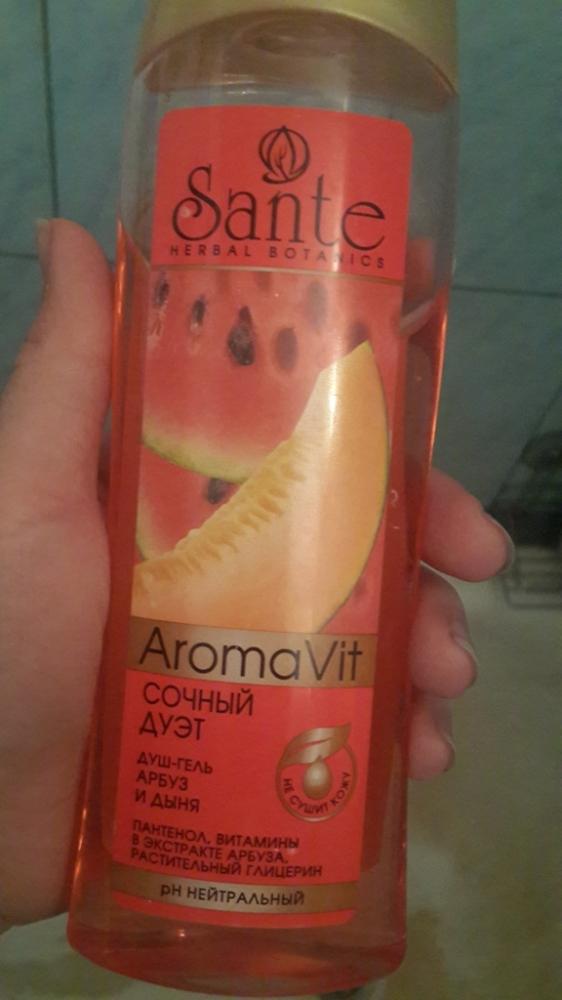 Sante
HERBAL BOTANICS
AromaVit
СОЧНЫЙ
ДУЭТ
ДУШ-ГЕЛЬ
АРБУЗ
И ДЫНЯ
НЕ СУШИТ КОЖУ
ПАНТЕНОЛ, ВИТАМИНЫ
В ЭКСТРАКТЕ АРБУЗА,
РАСТИТЕЛЬНЫЙ ГЛИЦЕРИН
pH НЕЙТРАЛЬНЫЙ